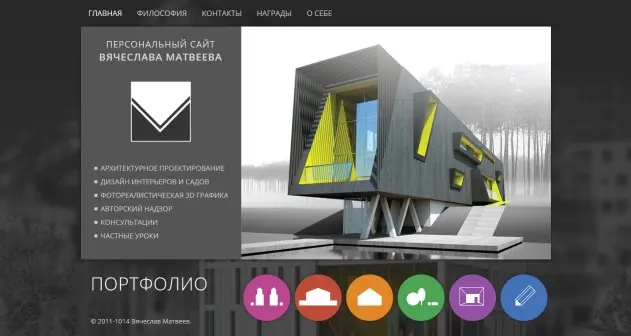 ГЛАВНАЯ ФИЛОСОФИЯ КОНТАКТЫ НАГРАДЫ О СЕБЕ
ПЕРСОНАЛЬНЫЙ САЙТ
ВЯЧЕСЛАВА МАТВЕЕВА
АРХИТЕКТУРНОЕ ПРОЕКТИРОВАНИЕ
ДИЗАЙН ИНТЕРЬЕРОВ И САДОВ
ФОТОРЕАЛИСТИЧЕСКАЯ 3D ГРАФИКА
АВТОРСКИЙ НАДЗОР
КОНСУЛЬТАЦИИ
ЧАСТНЫЕ УРОКИ
ПОРТФОЛИО
© 2011-1014 Вячеслав Матвеев.